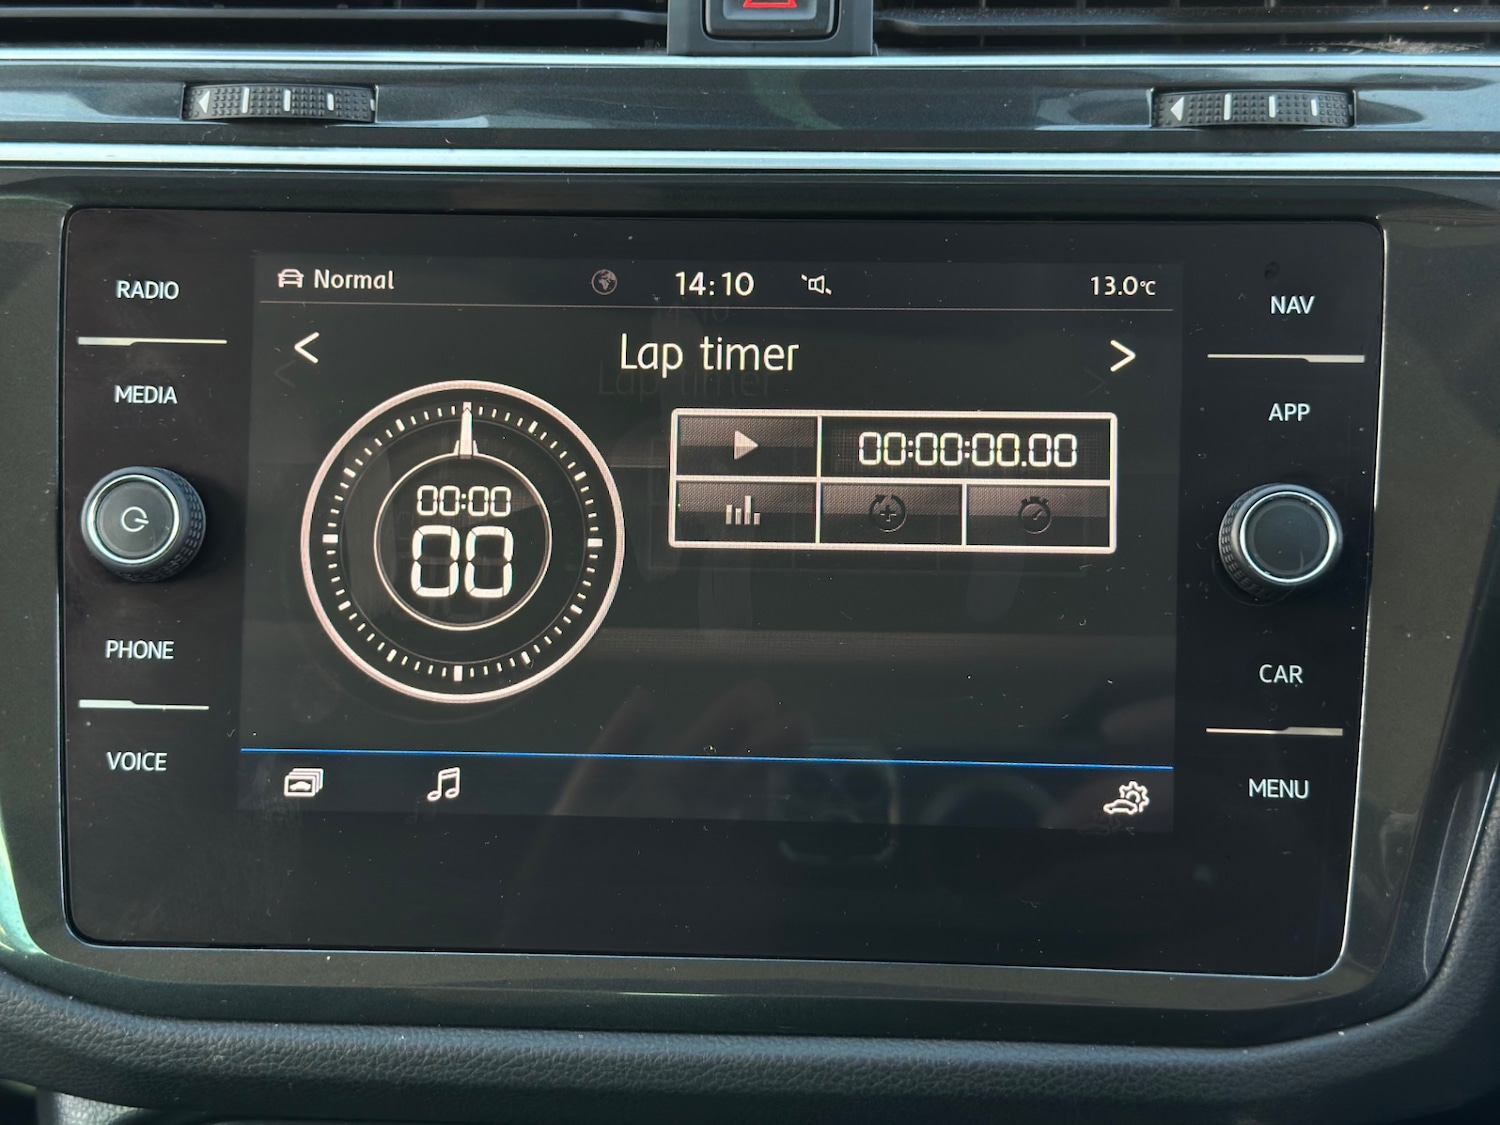 RADIO
MEDIA
PHONE
VOICE
Normal
14:10
13.0°C
Lap timer
00:00
00
00:00:00.00
NAV
APP
CAR
MENU